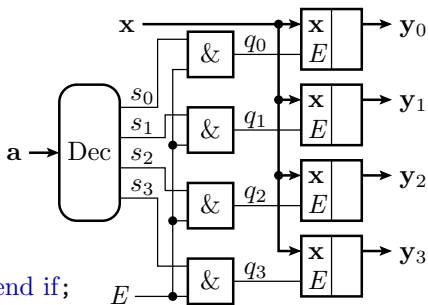 x
x
y₀
s₀
&
q₀
E
s₁
&
q₁
x
y₁
E
a
Dec
s₂
&
q₂
x
y₂
E
s₃
&
q₃
x
y₃
E
end if;
E